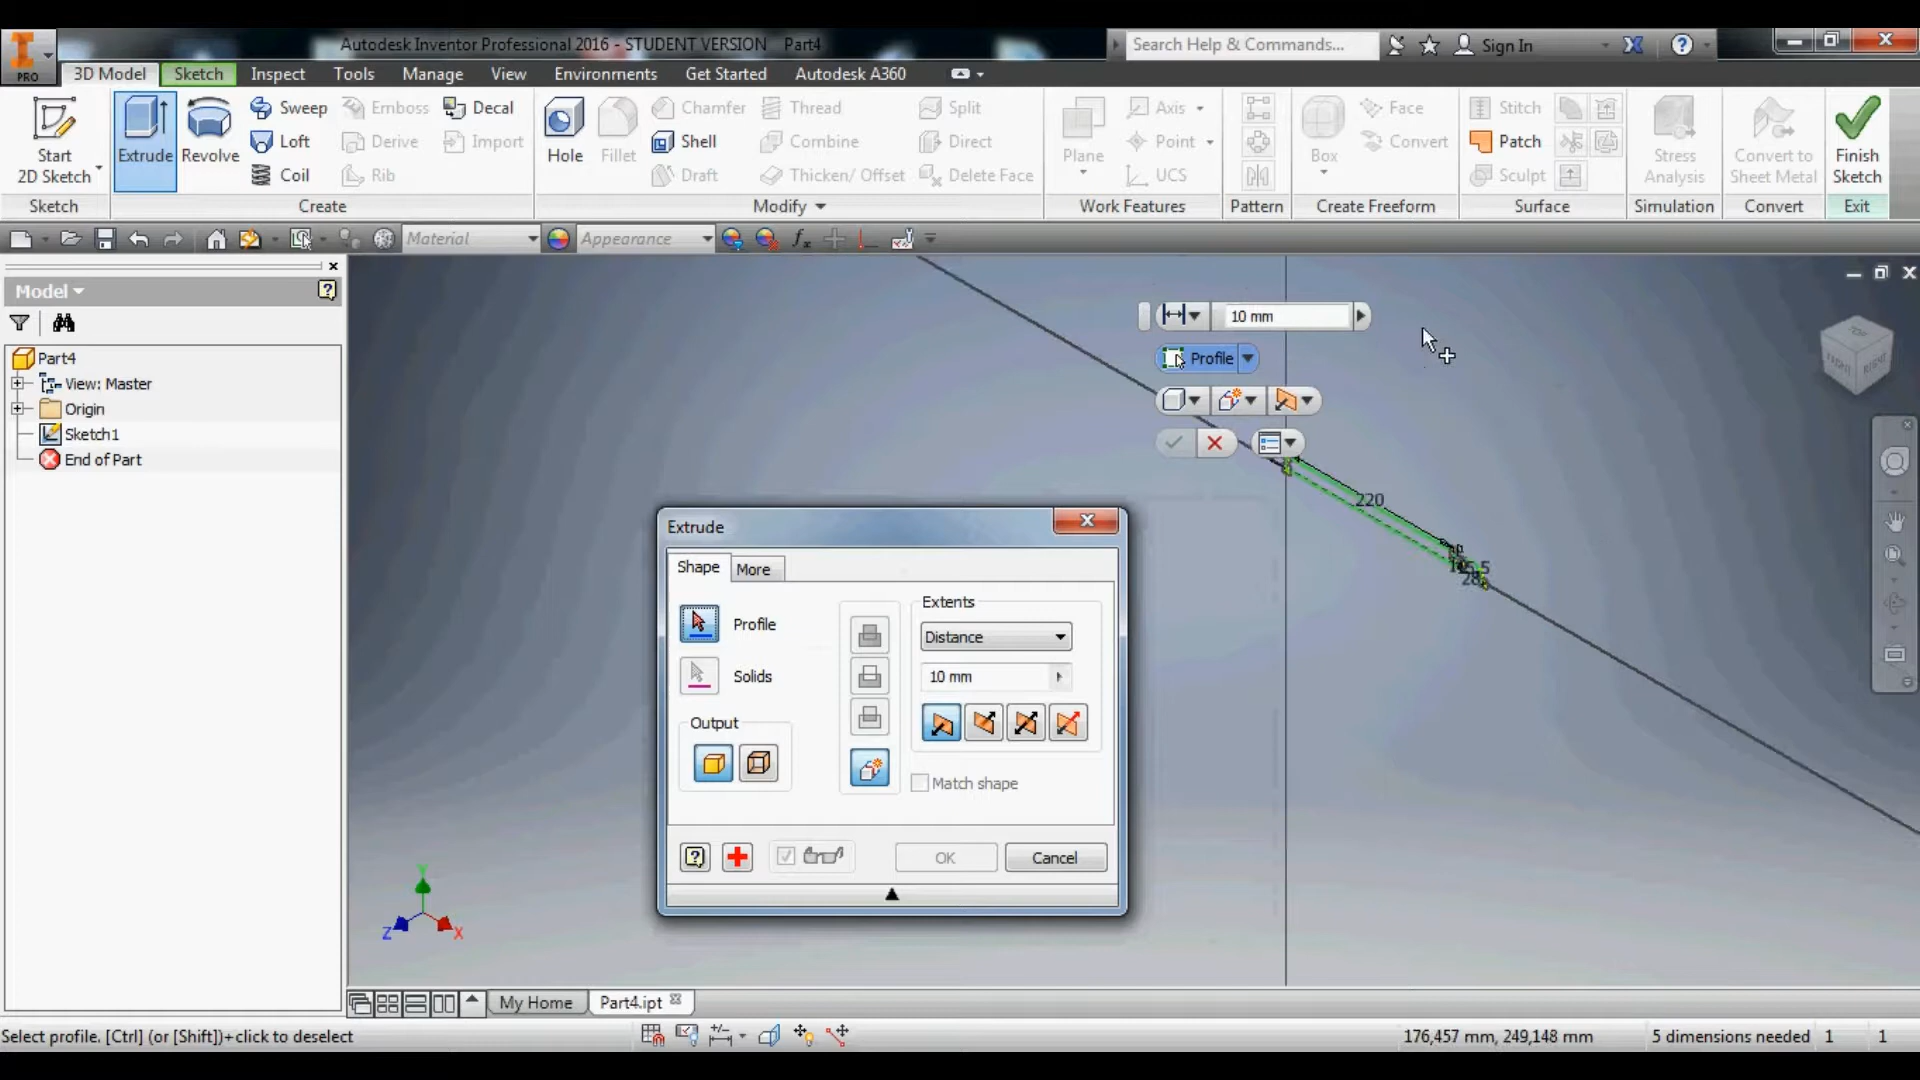 Autodesk Inventor Professional 2016 - STUDENT VERSION Part4
Search Help & Commands...
Sign In
PRO
3D Model Sketch Inspect Tools Manage View Environments Get Started Autodesk A360
Start
2D Sketch
Extrude
Revolve
Sweep
Loft
Coil
Emboss
Derive
Rib
Decal
Import
Hole
Fillet
Chamfer
Shell
Draft
Thread
Combine
Thicken/ Offset
Split
Direct
Delete Face
Plane
Axis
Point
UCS
Box
Face
Convert
Stitch
Patch
Sculpt
Stress
Analysis
Convert to
Sheet Metal
Finish
Sketch
Sketch Create Modify Work Features Pattern Create Freeform Surface Simulation Convert Exit
Material
Appearance
fx
Model
Part4
View: Master
Origin
Sketch1
End of Part
10 mm
Profile
TOP
FRONT
RIGHT
220
Extrude
Shape
More
Profile
Solids
Output
Extents
Distance
10 mm
Match shape
OK
Cancel
Y
Z
X
My Home
Part4.ipt
Select profile. [Ctrl] (or [Shift])+click to deselect
176,457 mm, 249,148 mm
5 dimensions needed
1
1